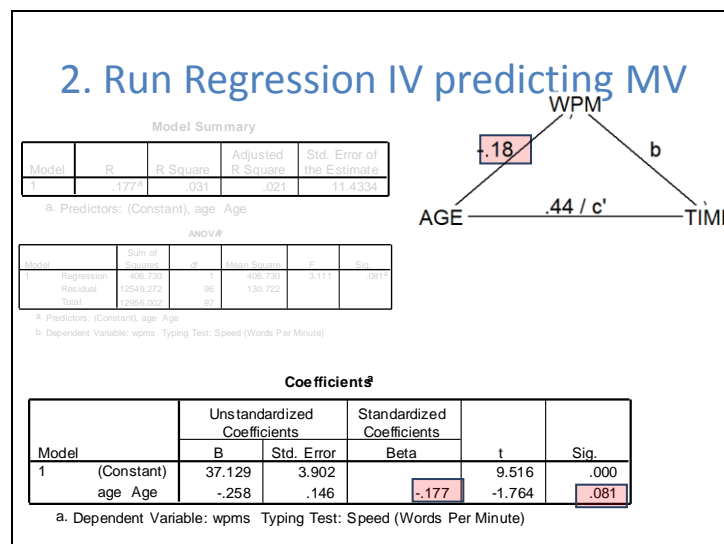 2. Run Regression IV predicting MV
WPM
-.18
b
AGE
.44 / c'
TIME
Model Summary
Model R R Square Adjusted R Square Std. Error of the Estimate
1 .177a .031 .021 11.4334
a. Predictors: (Constant), age Age
ANOVAb
Model Sum of Squares df Mean Square F Sig.
1 Regression 406.730 1 406.730 3.111 .081a
Residual 12549.272 96 130.722
Total 12956.002 97
a. Predictors: (Constant), age Age
b. Dependent Variable: wpms Typing Test: Speed (Words Per Minute)
Coefficientsa
Unstandardized Coefficients Standardized Coefficients
Model B Std. Error Beta t Sig.
1 (Constant) 37.129 3.902 9.516 .000
age Age -.258 .146 -.177 -1.764 .081
a. Dependent Variable: wpms Typing Test: Speed (Words Per Minute)